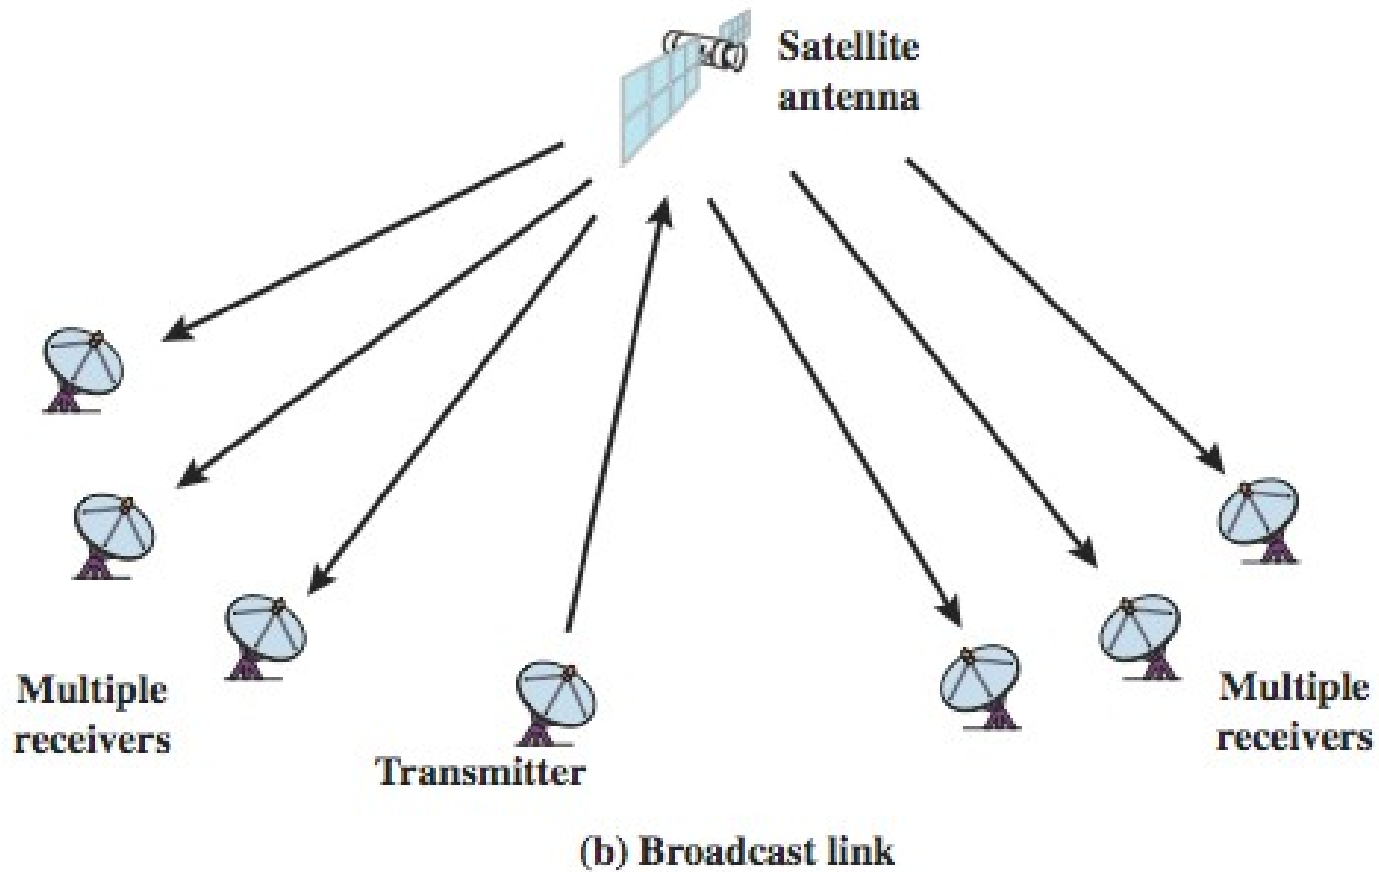 Satellite
antenna
Multiple
receivers
Transmitter
Multiple
receivers
(b) Broadcast link